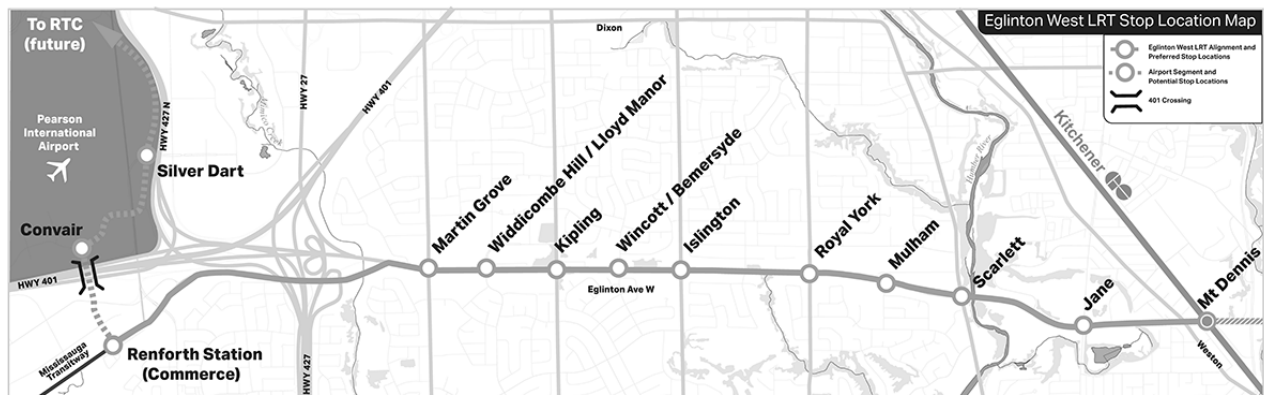 Eglinton West LRT Stop Location Map
Eglinton West LRT Alignment and
Preferred Stop Locations
Airport Segment and
Potential Stop Locations
401 Crossing
To RTC
(future)
Pearson
International
Airport
HWY 427 N
Silver Dart
Convair
HWY 401
Mississauga
Transitway
Renforth Station
(Commerce)
Mimico Creek
HWY 27
HWY 401
HWY 427
Dixon
Martin Grove
Widdicombe Hill / Lloyd Manor
Kipling
Wincott / Bemersyde
Islington
Eglinton Ave W
Royal York
Mulham
Humber River
Scarlett
Kitchener
Jane
Mt Dennis
Weston